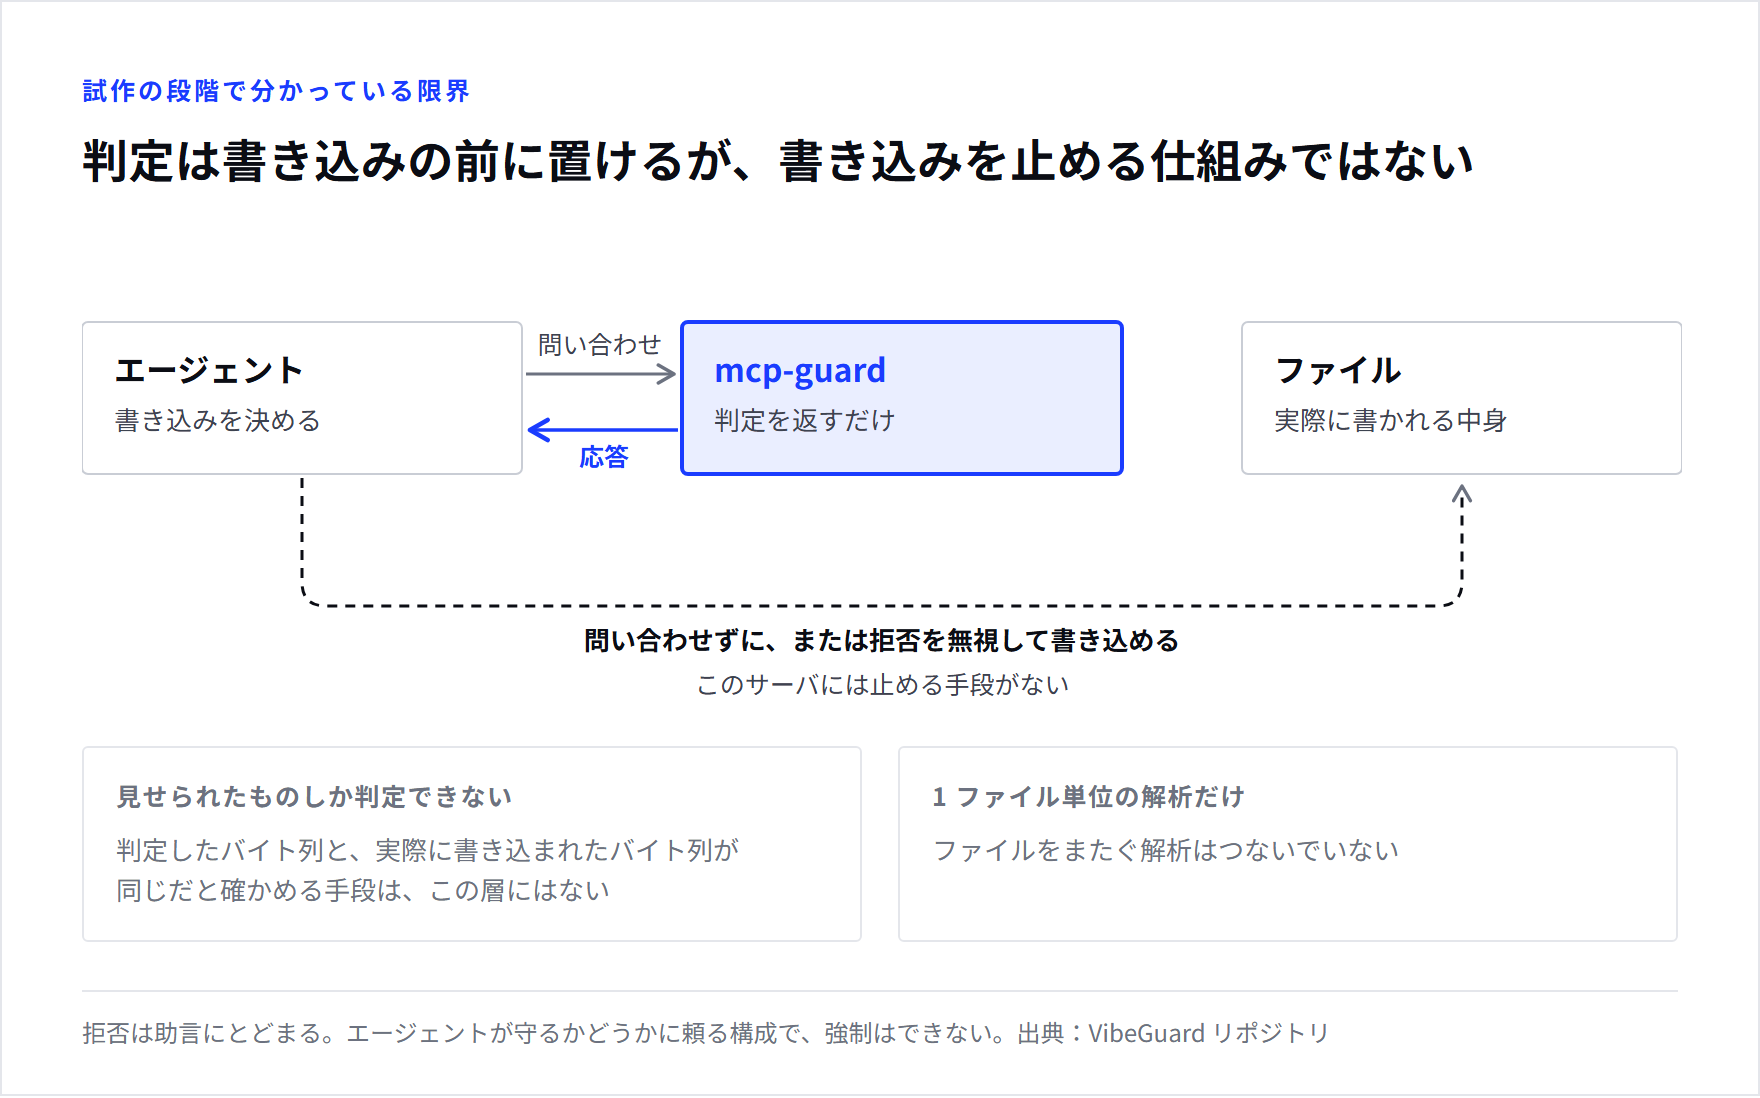 試作の段階で分かっている限界
判定は書き込みの前に置けるが、書き込みを止める仕組みではない
エージェント
書き込みを決める
問い合わせ
応答
mcp-guard
判定を返すだけ
ファイル
実際に書かれる中身
問い合わせずに、または拒否を無視して書き込める
このサーバには止める手段がない
見せられたものしか判定できない
判定したバイト列と、実際に書き込まれたバイト列が
同じだと確かめる手段は、この層にはない
1 ファイル単位の解析だけ
ファイルをまたぐ解析はつないでいない
拒否は助言にとどまる。エージェントが守るかどうかに頼る構成で、強制はできない。出典：VibeGuard リポジトリ